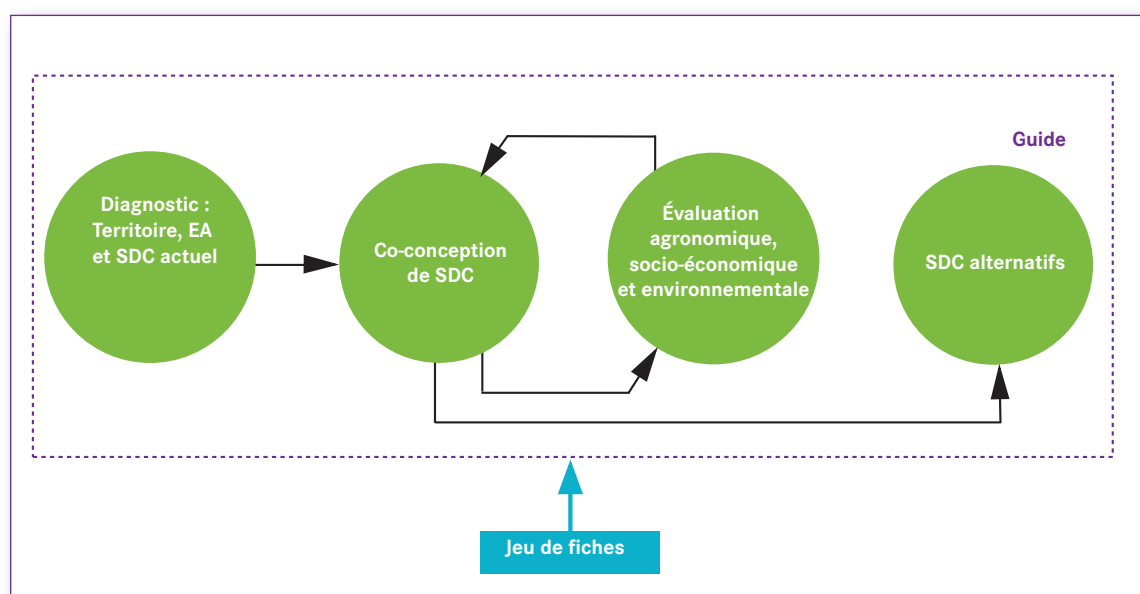 Guide
Diagnostic :
Territoire, EA
et SDC actuel
Co-conception
de SDC
Évaluation
agronomique,
socio-économique
et environnementale
SDC alternatifs
Jeu de fiches